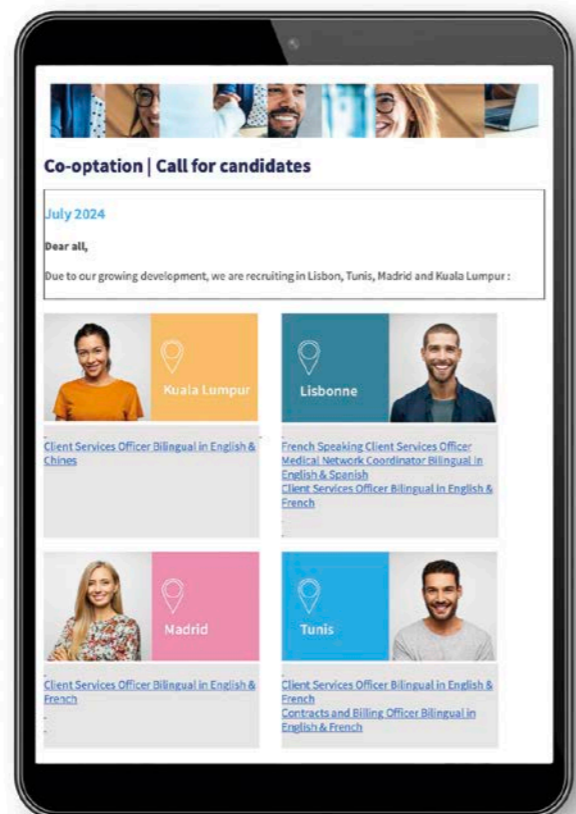 Co-optation | Call for candidates
July 2024
Dear all,
Due to our growing development, we are recruiting in Lisbon, Tunis, Madrid and Kuala Lumpur :
Kuala Lumpur
Client Services Officer Bilingual in English &
Chines
Lisbonne
French Speaking Client Services Officer
Medical Network Coordinator Bilingual in
English & Spanish
Client Services Officer Bilingual in English &
French
Madrid
Client Services Officer Bilingual in English &
French
Tunis
Client Services Officer Bilingual in English &
French
Contracts and Billing Officer Bilingual in
English & French